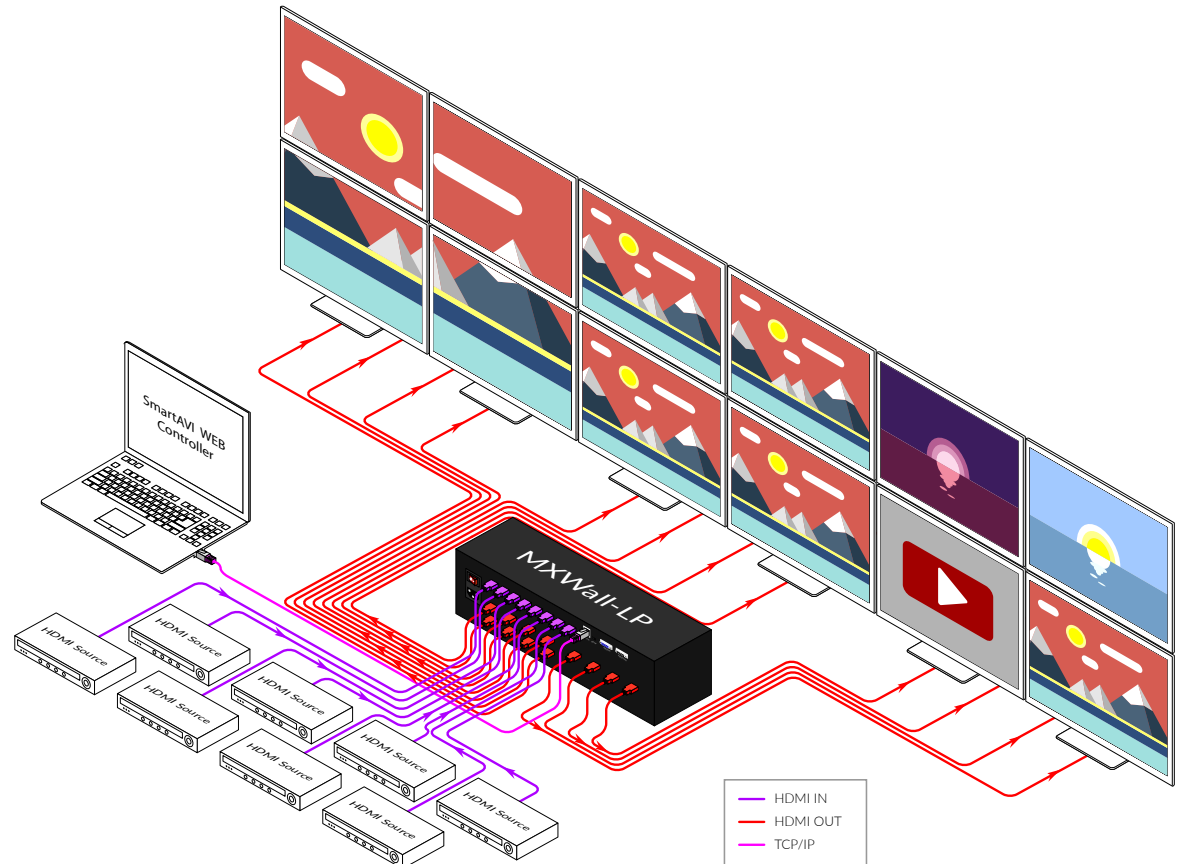 SmartAVI WEB
Controller
MXWall-LP
HDMI Source
HDMI Source
HDMI Source
HDMI Source
HDMI Source
HDMI Source
HDMI Source
HDMI Source
HDMI IN
HDMI OUT
TCP/IP